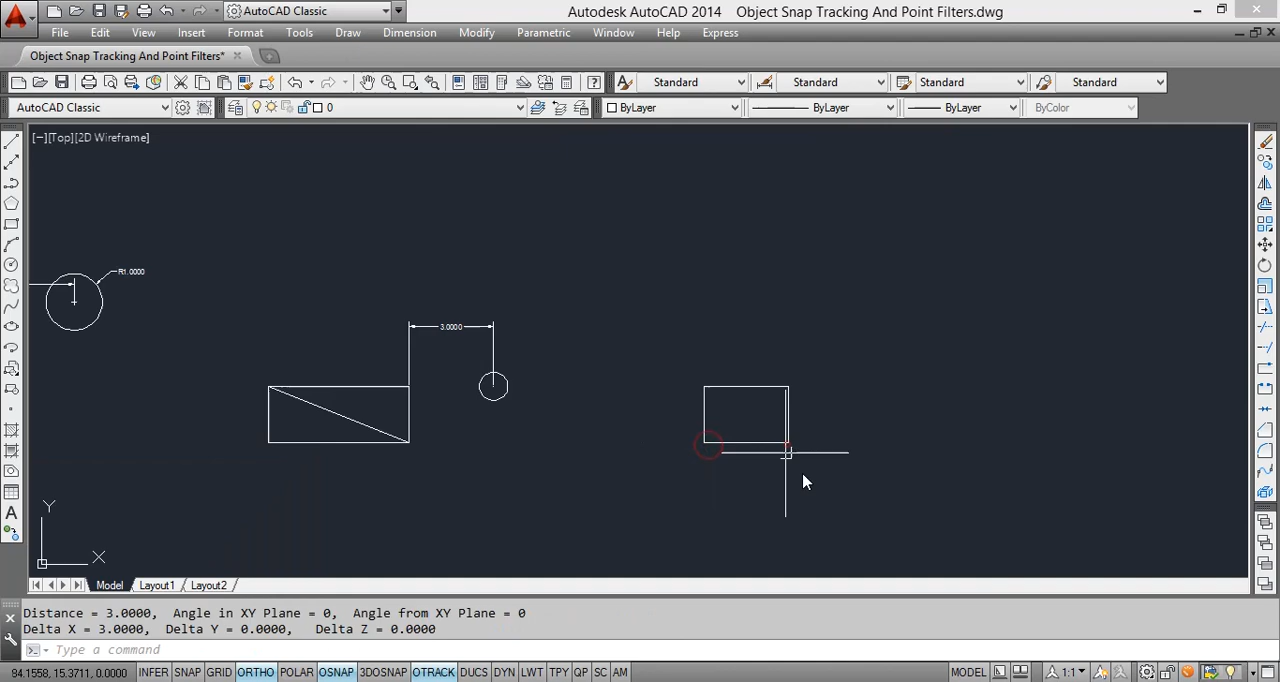 AutoCAD Classic
Autodesk AutoCAD 2014 Object Snap Tracking And Point Filters.dwg
File Edit View Insert Format Tools Draw Dimension Modify Parametric Window Help Express
Object Snap Tracking And Point Filters*
Standard Standard Standard Standard
AutoCAD Classic 0 ByLayer ByLayer ByLayer ByColor
[−][Top][2D Wireframe]
R1.0000
3.0000
Y
X
Model Layout1 Layout2
Distance = 3.0000, Angle in XY Plane = 0, Angle from XY Plane = 0
Delta X = 3.0000, Delta Y = 0.0000, Delta Z = 0.0000
Type a command
84.1558, 15.3711, 0.0000 INFER SNAP GRID ORTHO POLAR OSNAP 3DOSNAP OTRACK DUCS DYN LWT TPY QP SC AM MODEL 1:1